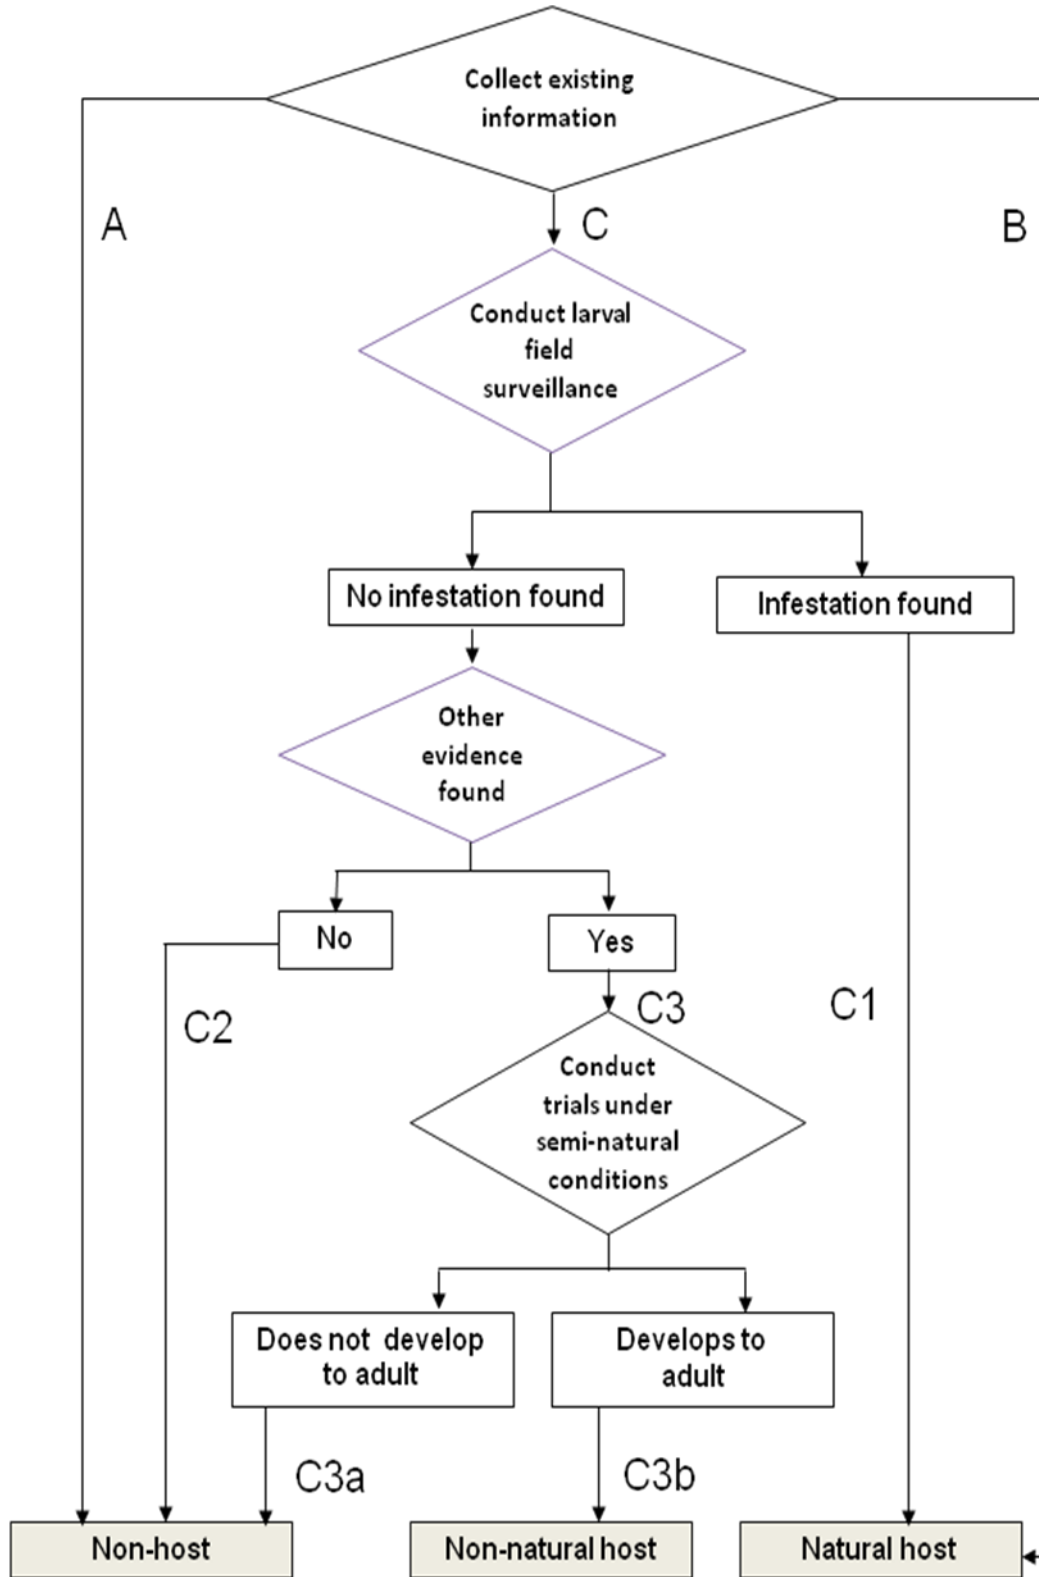 Collect existing
information
A
C
B
Conduct larval
field
surveillance
No infestation found
Infestation found
Other
evidence
found
No
Yes
C2
C3
C1
Conduct
trials under
semi-natural
conditions
Does not develop
to adult
Develops to
adult
C3a
C3b
Non-host
Non-natural host
Natural host